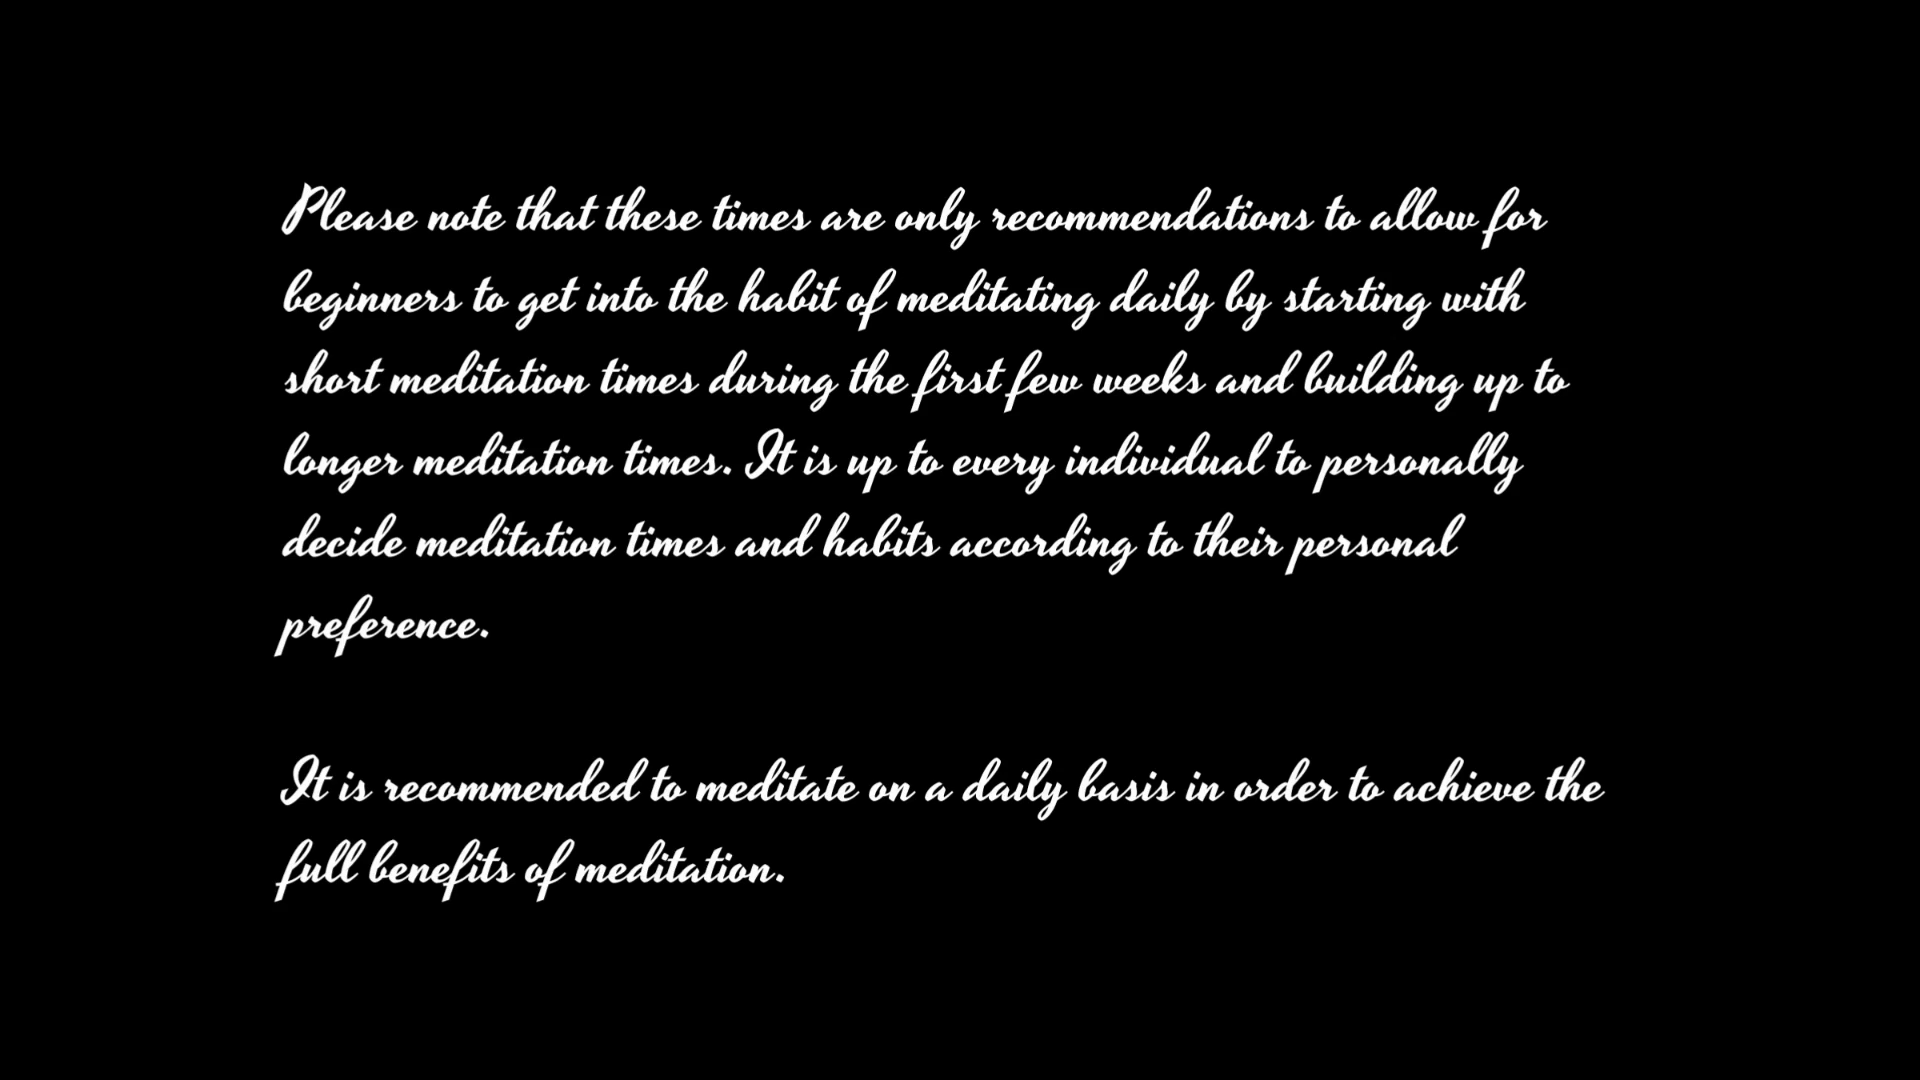 Please note that these times are only recommendations to allow for
beginners to get into the habit of meditating daily by starting with
short meditation times during the first few weeks and building up to
longer meditation times. It is up to every individual to personally
decide meditation times and habits according to their personal
preference.
It is recommended to meditate on a daily basis in order to achieve the
full benefits of meditation.